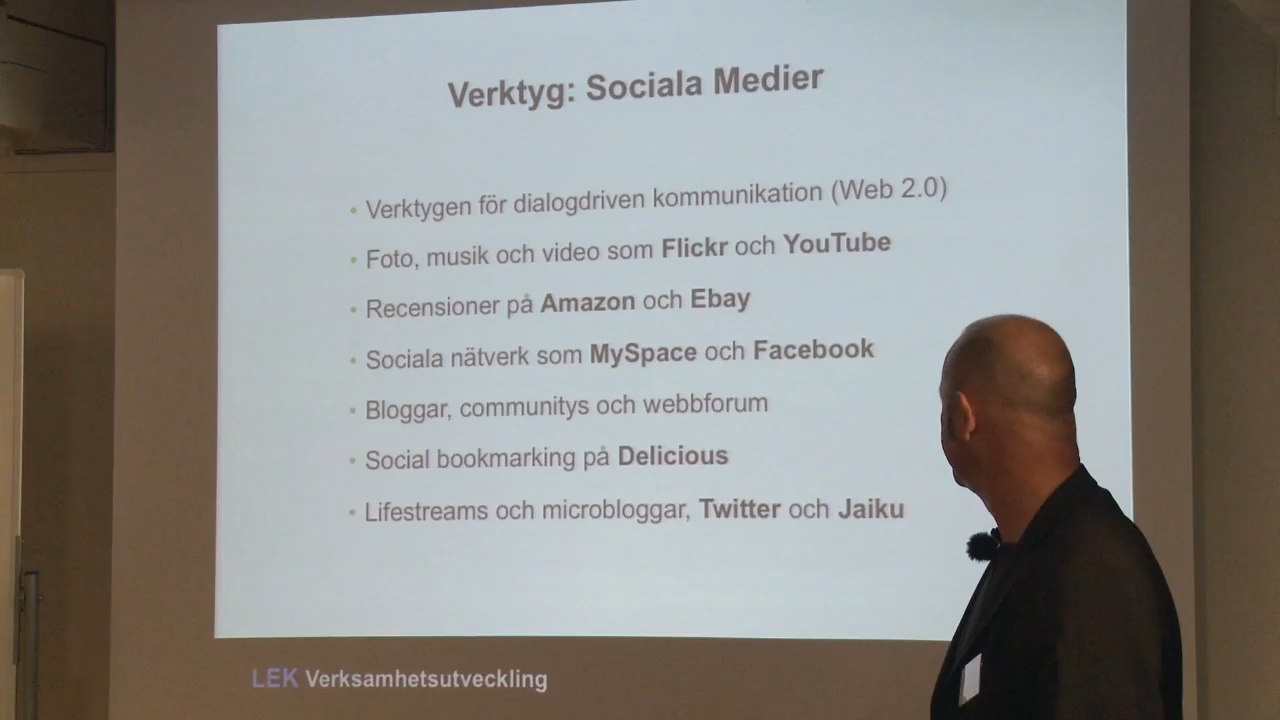 Verktyg: Sociala Medier
• Verktygen för dialogdriven kommunikation (Web 2.0)
• Foto, musik och video som Flickr och YouTube
• Recensioner på Amazon och Ebay
• Sociala nätverk som MySpace och Facebook
• Bloggar, communitys och webbforum
• Social bookmarking på Delicious
• Lifestreams och microbloggar, Twitter och Jaiku
LEK Verksamhetsutveckling